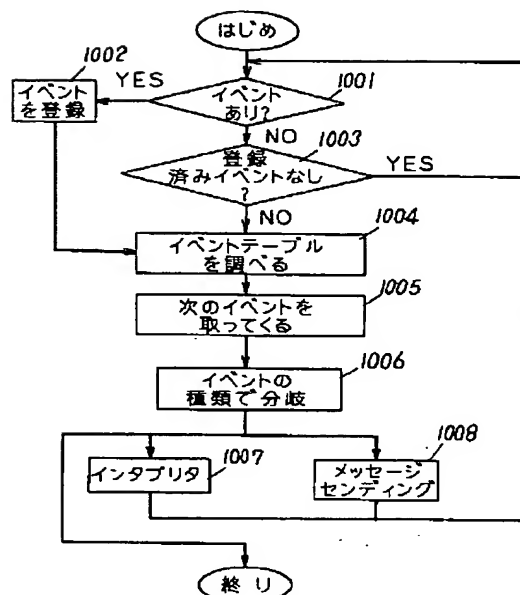 はじめ
1002
YES
イベント
を登録
1001
イベント
あり?
NO
1003
登録
済みイベントなし
?
YES
NO
1004
イベントテーブル
を調べる
1005
次のイベントを
取ってくる
1006
イベントの
種類で分岐
1007
インタプリタ
1008
メッセージ
センディング
終り